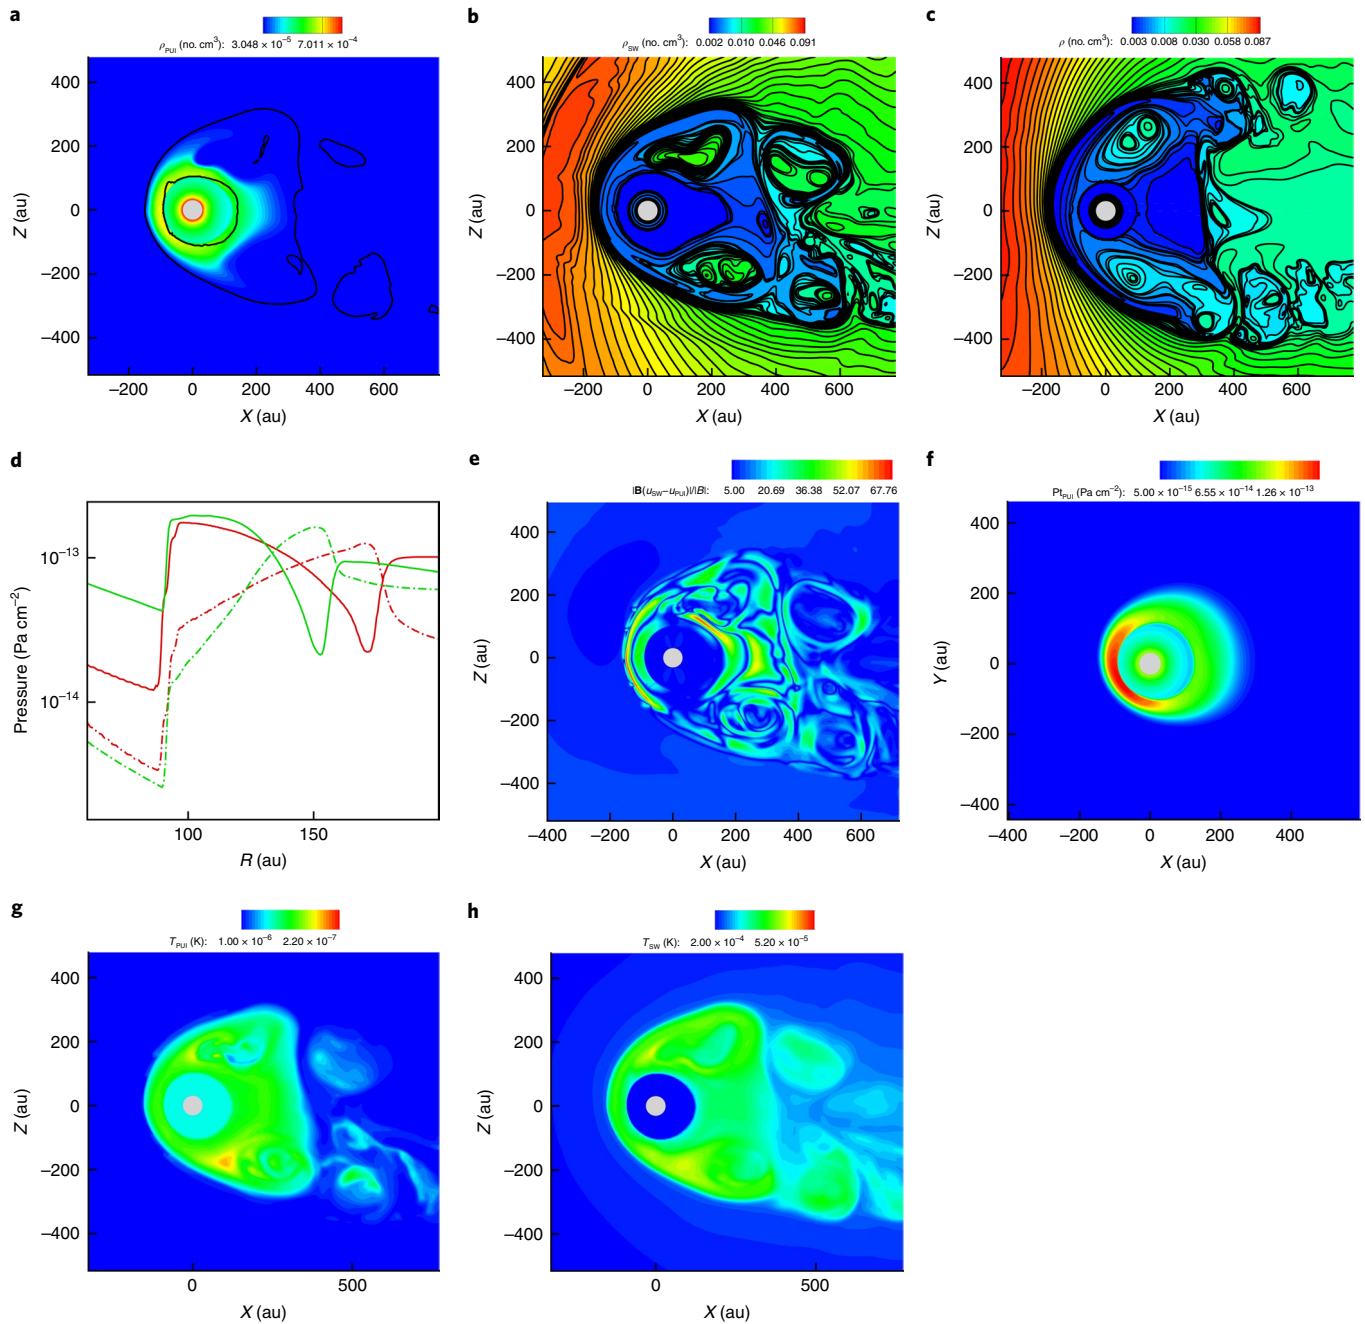 a
ρPUI (no. cm³): 3.048 × 10⁻⁵ 7.011 × 10⁻⁴
400
200
0
−200
−400
Z (au)
−200 0 200 400 600
X (au)
b
ρSW (no. cm³): 0.002 0.010 0.046 0.091
400
200
0
−200
−400
Z (au)
−200 0 200 400 600
X (au)
c
ρ (no. cm³): 0.003 0.008 0.030 0.058 0.087
400
200
0
−200
−400
Z (au)
−200 0 200 400 600
X (au)
d
10⁻¹³
10⁻¹⁴
Pressure (Pa cm⁻²)
100 150
R (au)
e
|B(uSW−uPUI)|/|B|: 5.00 20.69 36.38 52.07 67.76
400
200
0
−200
−400
Z (au)
−400 −200 0 200 400 600
X (au)
f
PtPUI (Pa cm⁻²): 5.00 × 10⁻¹⁵ 6.55 × 10⁻¹⁴ 1.26 × 10⁻¹³
400
200
0
−200
−400
Y (au)
−400 −200 0 200 400
X (au)
g
TPUI (K): 1.00 × 10⁻⁶ 2.20 × 10⁻⁷
400
200
0
−200
−400
Z (au)
0 500
X (au)
h
TSW (K): 2.00 × 10⁻⁴ 5.20 × 10⁻⁵
400
200
0
−200
−400
Z (au)
0 500
X (au)